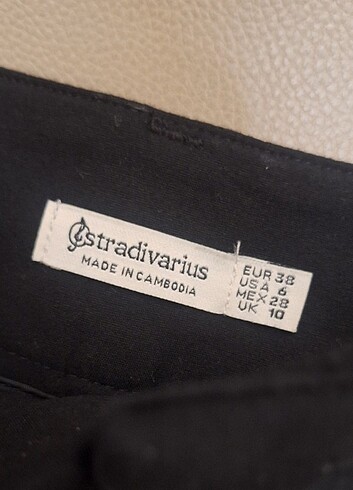 stradivarius
MADE IN CAMBODIA
EUR 38
USA 6
MEX 28
UK 10